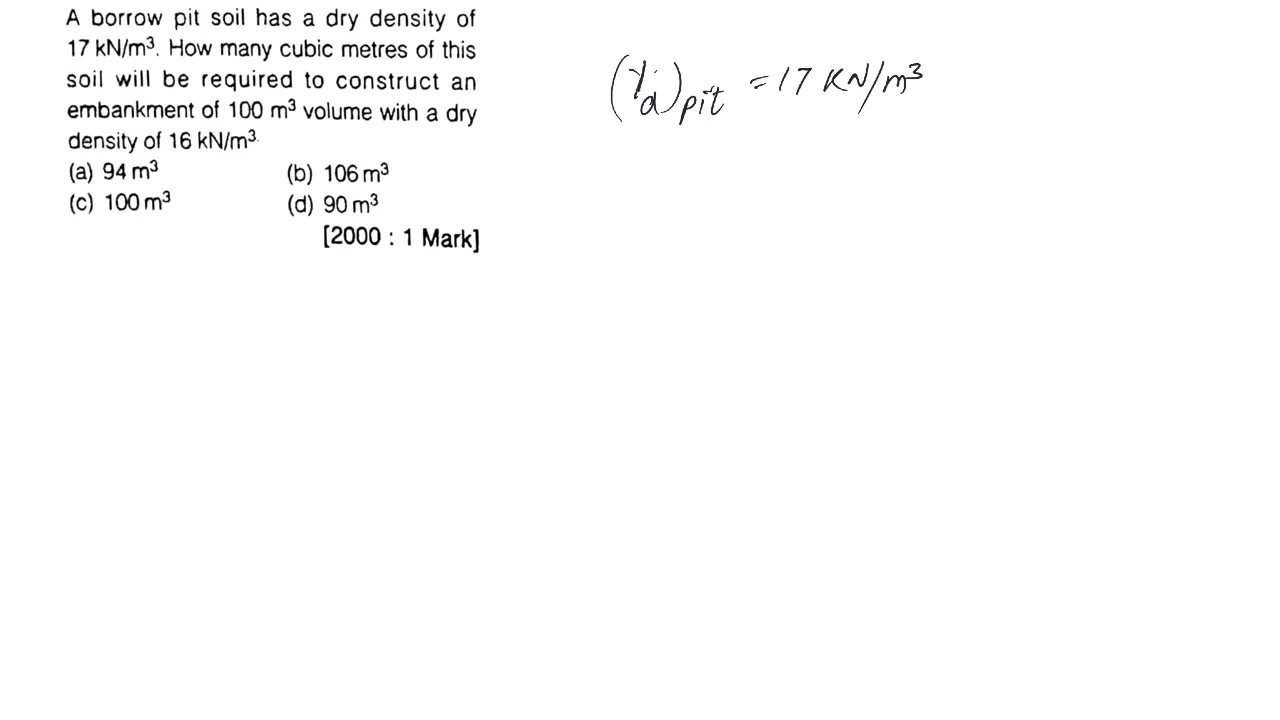 A borrow pit soil has a dry density of
17 kN/m³. How many cubic metres of this
soil will be required to construct an
embankment of 100 m³ volume with a dry
density of 16 kN/m³.
(a) 94 m³ (b) 106 m³
(c) 100 m³ (d) 90 m³
[2000 : 1 Mark]
(γd)pit = 17 KN/m³